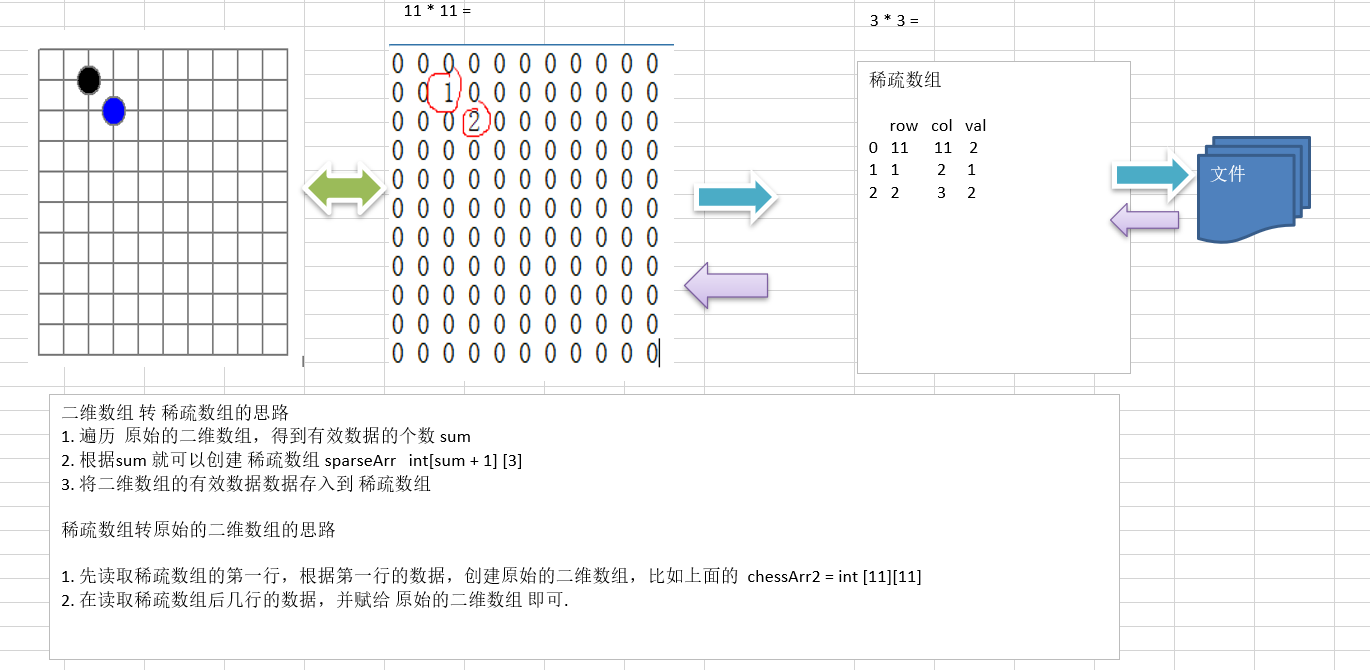 11 * 11 =
3 * 3 =
0 0 0 0 0 0 0 0 0 0 0
0 0 1 0 0 0 0 0 0 0 0
0 0 0 2 0 0 0 0 0 0 0
0 0 0 0 0 0 0 0 0 0 0
0 0 0 0 0 0 0 0 0 0 0
0 0 0 0 0 0 0 0 0 0 0
0 0 0 0 0 0 0 0 0 0 0
0 0 0 0 0 0 0 0 0 0 0
0 0 0 0 0 0 0 0 0 0 0
0 0 0 0 0 0 0 0 0 0 0
0 0 0 0 0 0 0 0 0 0 0
稀疏数组
row col val
0 11 11 2
1 1 2 1
2 2 3 2
文件
二维数组 转 稀疏数组的思路
1. 遍历 原始的二维数组，得到有效数据的个数 sum
2. 根据sum 就可以创建 稀疏数组 sparseArr int[sum + 1] [3]
3. 将二维数组的有效数据数据存入到 稀疏数组
稀疏数组转原始的二维数组的思路
1. 先读取稀疏数组的第一行，根据第一行的数据，创建原始的二维数组，比如上面的 chessArr2 = int [11][11]
2. 在读取稀疏数组后几行的数据，并赋给 原始的二维数组 即可.